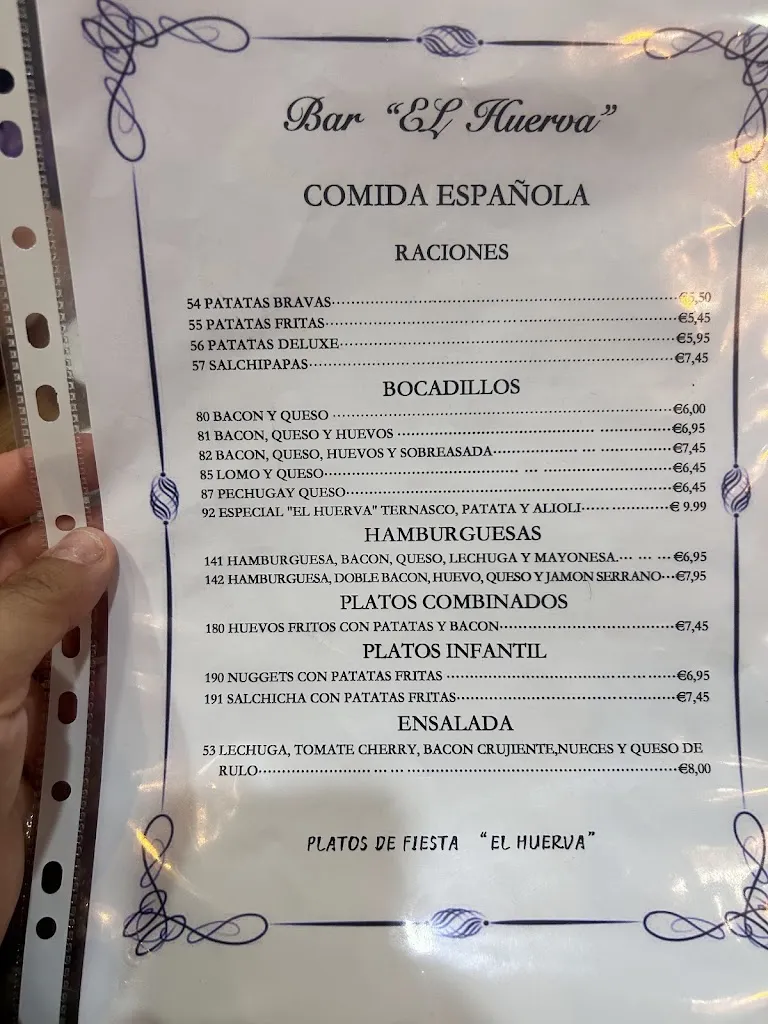 Bar “EL Huerva”
COMIDA ESPAÑOLA
RACIONES
54 PATATAS BRAVAS································€5,50
55 PATATAS FRITAS································€5,45
56 PATATAS DELUXE································€5,95
57 SALCHIPAPAS································€7,45
BOCADILLOS
80 BACON Y QUESO ································€6,00
81 BACON, QUESO Y HUEVOS ································€6,95
82 BACON, QUESO, HUEVOS Y SOBREASADA························€7,45
85 LOMO Y QUESO································€6,45
87 PECHUGAY QUESO································€6,45
92 ESPECIAL "EL HUERVA" TERNASCO, PATATA Y ALIOLI················€ 9.99
HAMBURGUESAS
141 HAMBURGUESA, BACON, QUESO, LECHUGA Y MAYONESA.··· ··· ···€6,95
142 HAMBURGUESA, DOBLE BACON, HUEVO, QUESO Y JAMON SERRANO···€7,95
PLATOS COMBINADOS
180 HUEVOS FRITOS CON PATATAS Y BACON························€7,45
PLATOS INFANTIL
190 NUGGETS CON PATATAS FRITAS ································€6,95
191 SALCHICHA CON PATATAS FRITAS································€7,45
ENSALADA
53 LECHUGA, TOMATE CHERRY, BACON CRUJIENTE,NUECES Y QUESO DE
RULO································€8,00
PLATOS DE FIESTA “EL HUERVA”